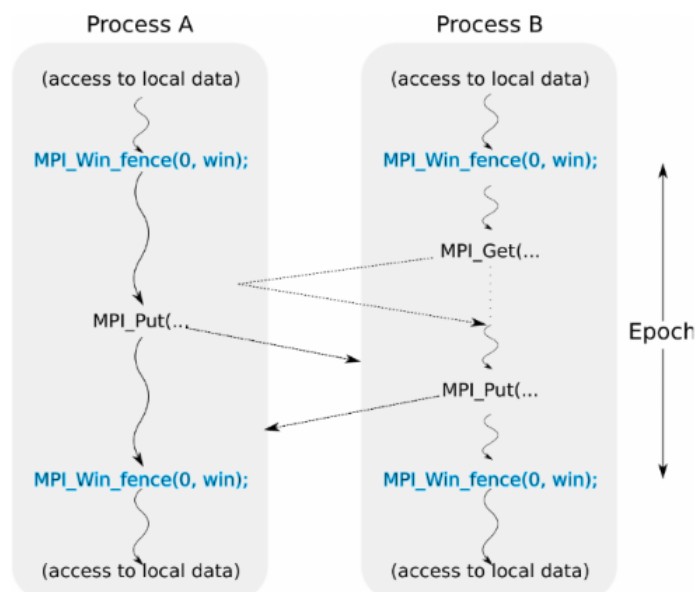 Process A
Process B
(access to local data)
(access to local data)
MPI_Win_fence(0, win);
MPI_Win_fence(0, win);
MPI_Get(...
MPI_Put(...
Epoch
MPI_Put(...
MPI_Win_fence(0, win);
MPI_Win_fence(0, win);
(access to local data)
(access to local data)